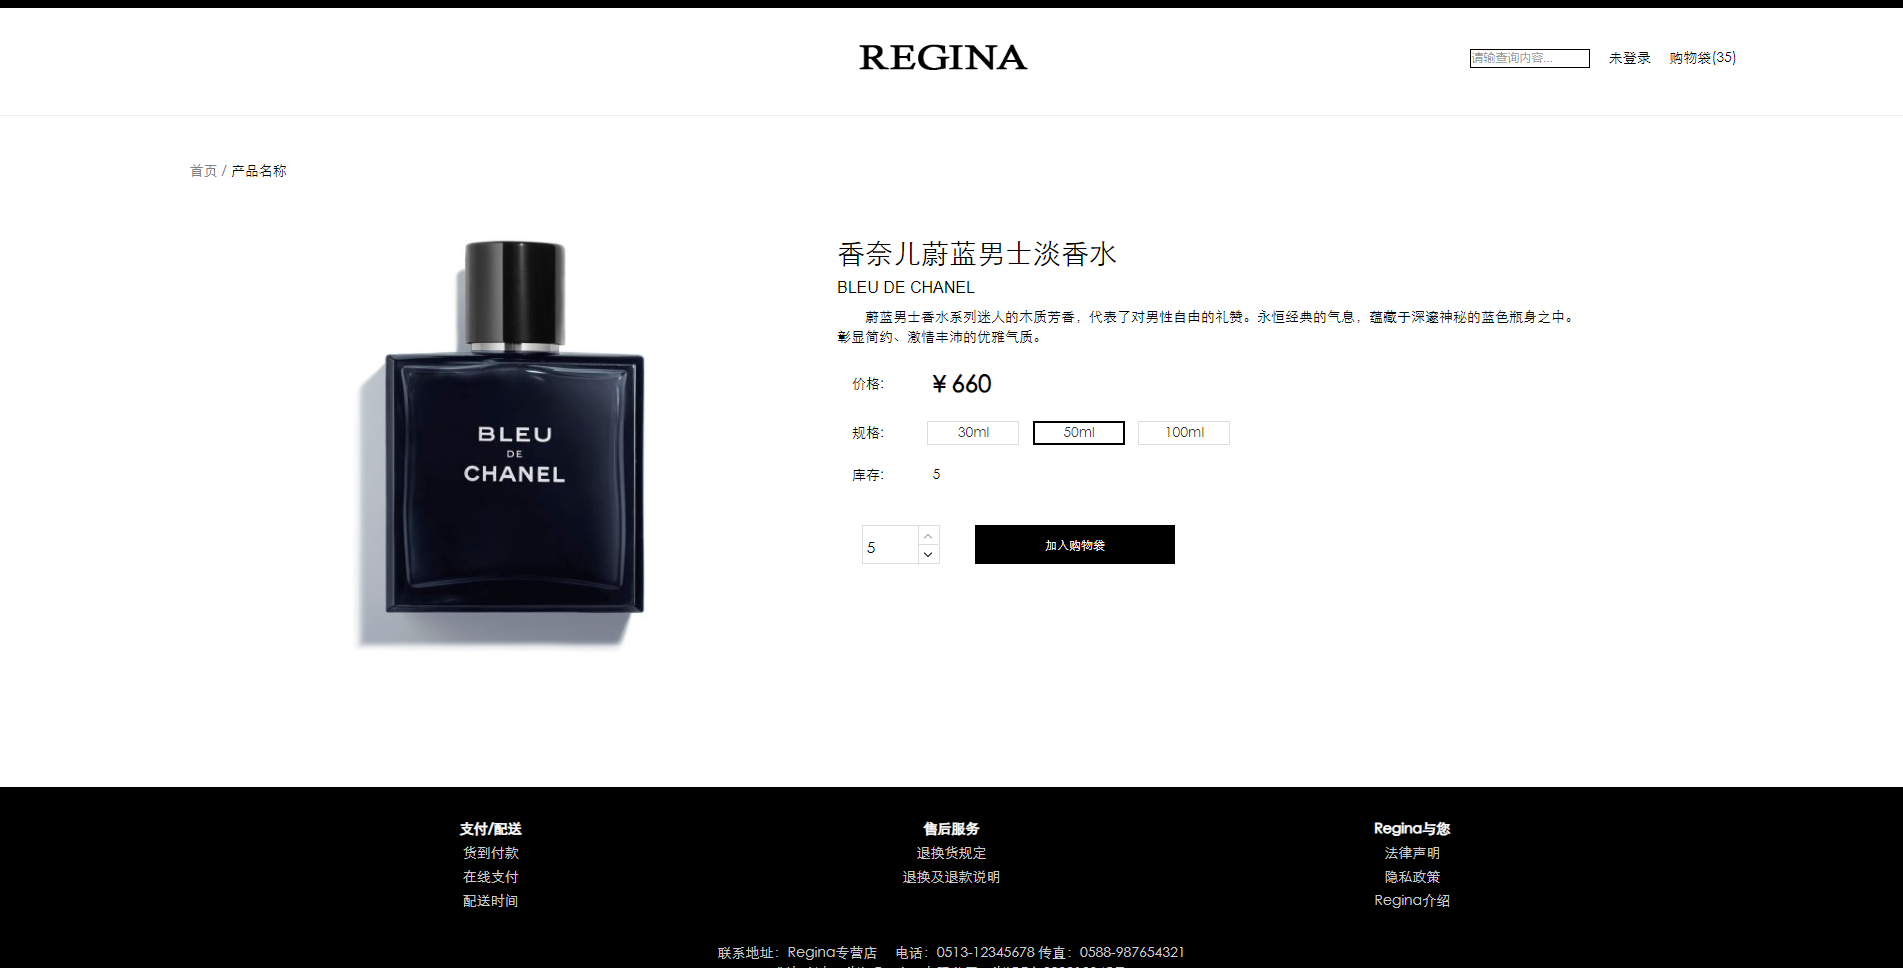 REGINA
请输查询内容...
未登录
购物袋(35)
首页 / 产品名称
香奈儿蔚蓝男士淡香水
BLEU DE CHANEL
蔚蓝男士香水系列迷人的木质芳香，代表了对男性自由的礼赞。永恒经典的气息，蕴藏于深邃神秘的蓝色瓶身之中。
彰显简约、激情丰沛的优雅气质。
价格：
¥ 660
规格：
30ml
50ml
100ml
库存：
5
5
加入购物袋
BLEU
DE
CHANEL
支付/配送
货到付款
在线支付
配送时间
售后服务
退换货规定
退换及退款说明
Regina与您
法律声明
隐私政策
Regina介绍
联系地址：Regina专营店 电话：0513-12345678 传直：0588-987654321